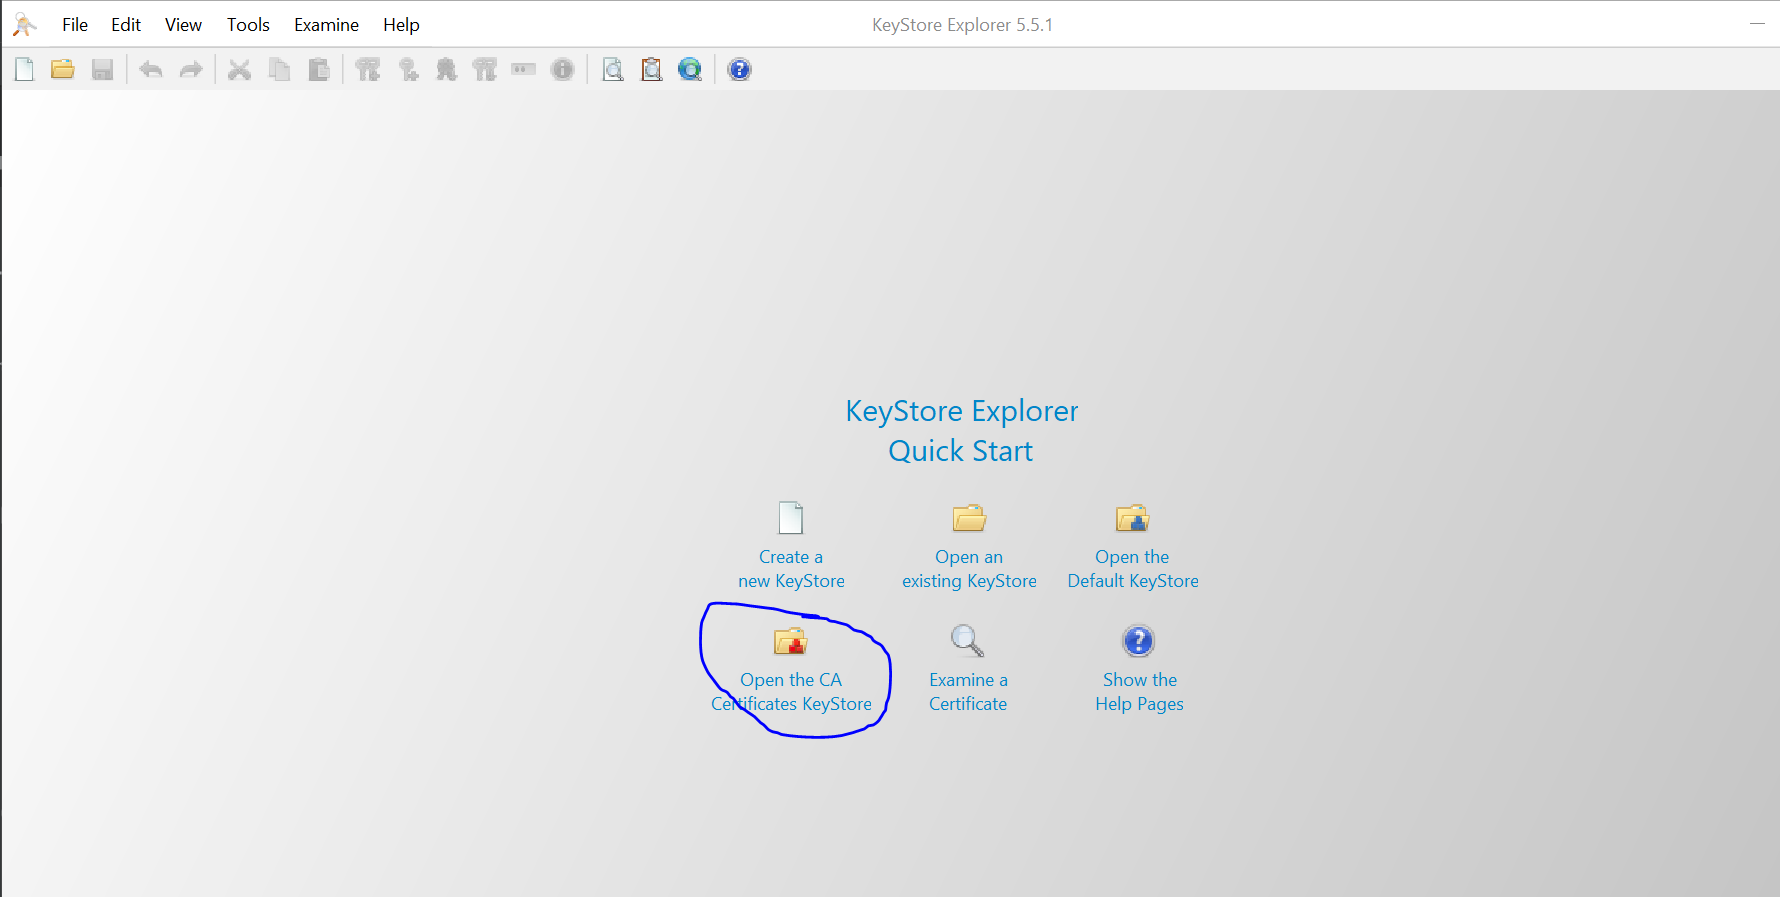 File Edit View Tools Examine Help KeyStore Explorer 5.5.1
KeyStore Explorer
Quick Start
Create a
new KeyStore
Open an
existing KeyStore
Open the
Default KeyStore
Open the CA
Certificates KeyStore
Examine a
Certificate
Show the
Help Pages